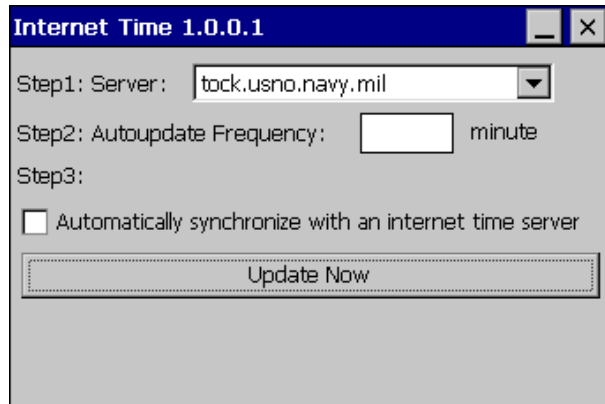 Internet Time 1.0.0.1
Step1: Server: tock.usno.navy.mil
Step2: Autoupdate Frequency: minute
Step3:
Automatically synchronize with an internet time server
Update Now